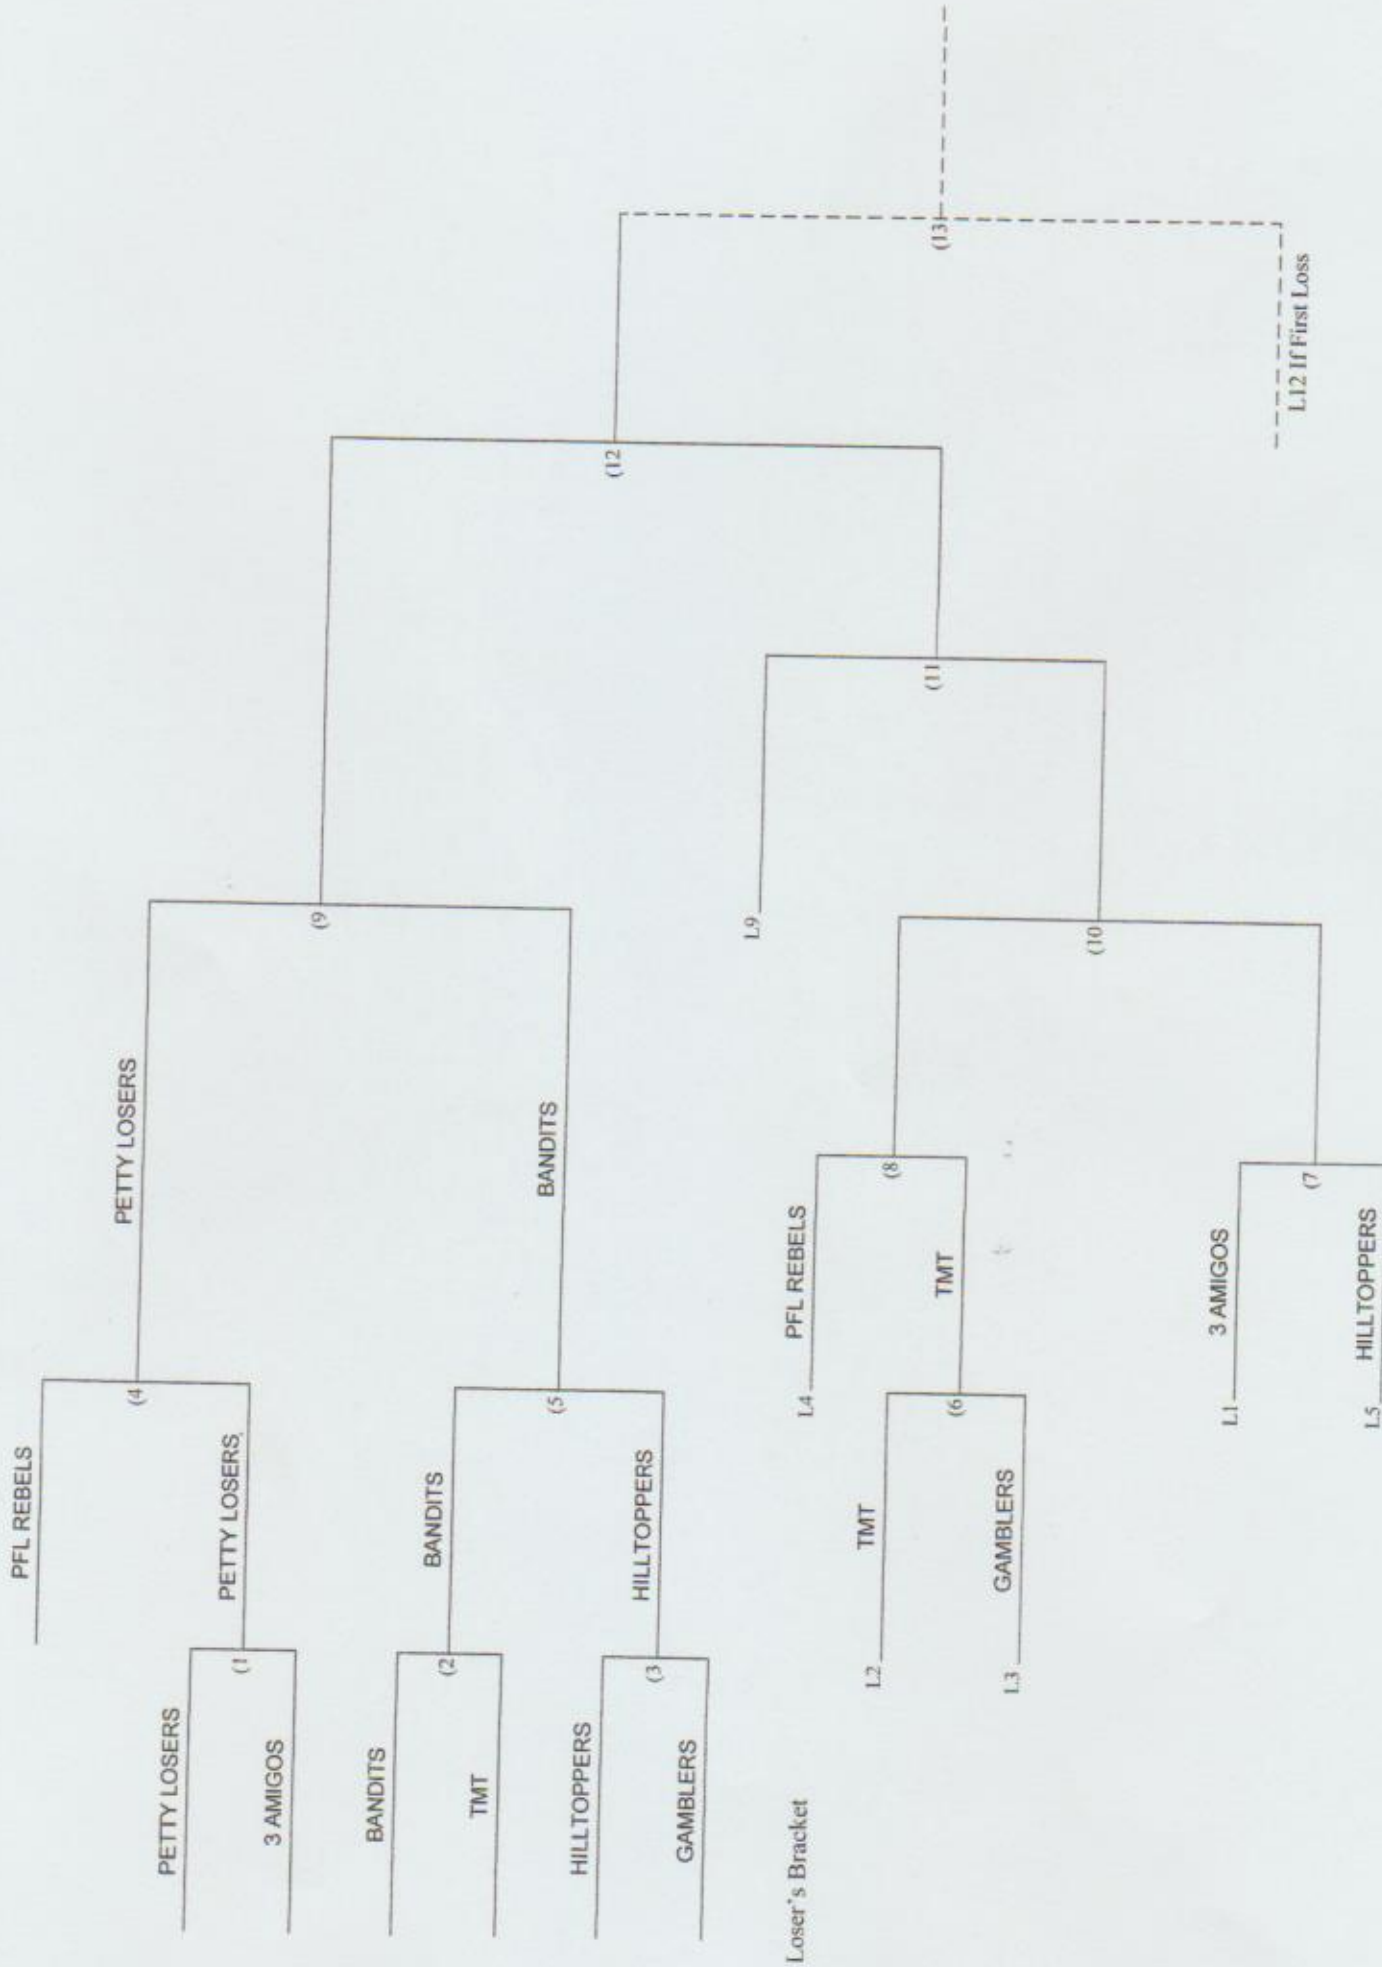 PFL REBELS
(4
PETTY LOSERS
PETTY LOSERS
(1
PETTY LOSERS
3 AMIGOS
(9
BANDITS
(2
BANDITS
TMT
(5
BANDITS
HILLTOPPERS
(3
HILLTOPPERS
GAMBLERS
(12
(13)
L12 If First Loss
Loser's Bracket
L9
(11
L4
PFL REBELS
(8
L2
TMT
(6
TMT
L3
GAMBLERS
(10
L1
3 AMIGOS
(7
L5
HILLTOPPERS